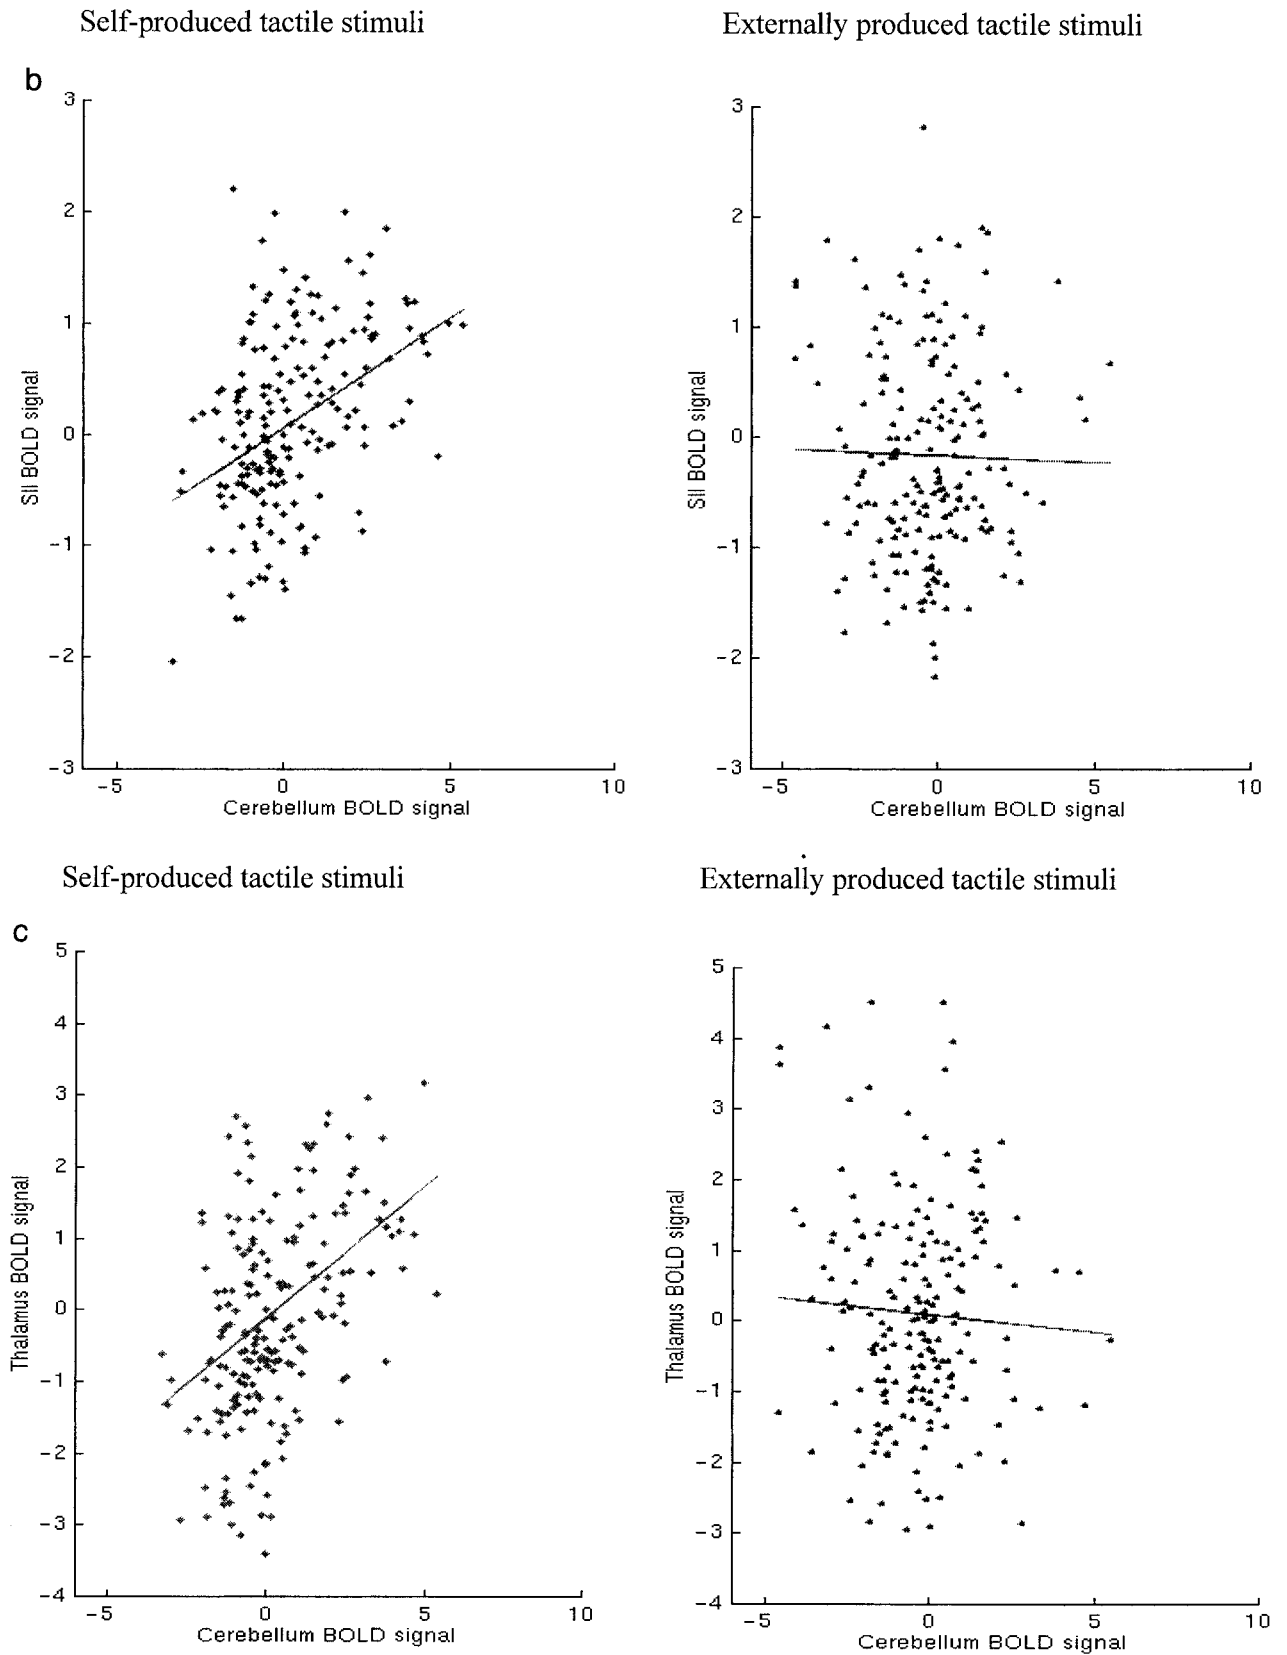 Self-produced tactile stimuli
Externally produced tactile stimuli
b
3
2
1
0
−1
−2
−3
SII BOLD signal
−5 0 5 10
Cerebellum BOLD signal
3
2
1
0
−1
−2
−3
SII BOLD signal
−5 0 5 10
Cerebellum BOLD signal
Self-produced tactile stimuli
Externally produced tactile stimuli
c
5
4
3
2
1
0
−1
−2
−3
−4
Thalamus BOLD signal
−5 0 5 10
Cerebellum BOLD signal
5
4
3
2
1
0
−1
−2
−3
−4
Thalamus BOLD signal
−5 0 5 10
Cerebellum BOLD signal